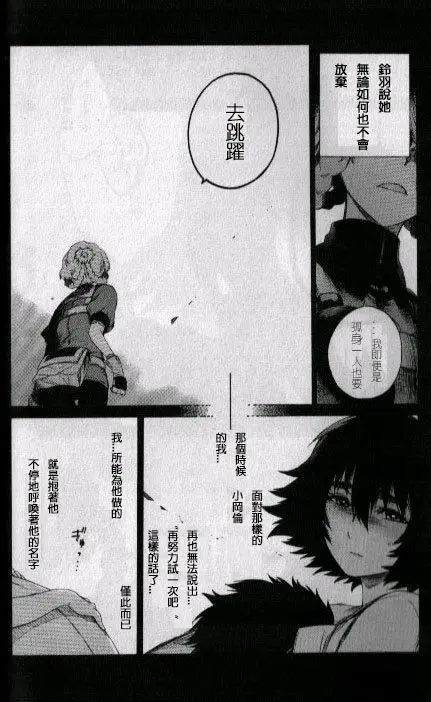 鈴羽說她
無論如何也不會
放棄
…我即便是
孤身一人也要
去跳躍
那個時候
的我…
面對那樣的
小岡倫
再也無法說出…
“再努力試一次吧”
這樣的話了…
我…所能為他做的
就是抱著他
不停地呼喚著他的名字
僅此而已
ぎゅ…